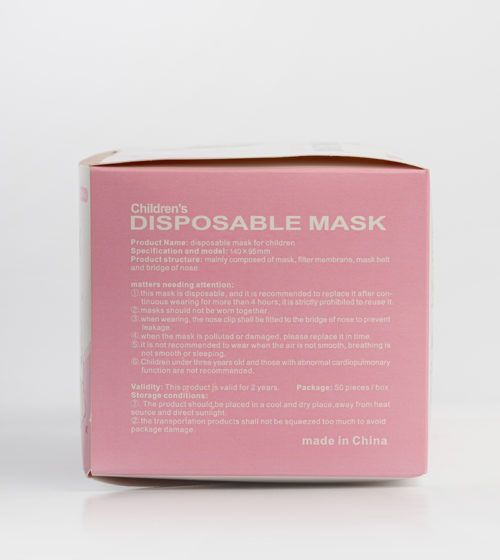 Children's
DISPOSABLE MASK
Product Name: disposable mask for children
Specification and model: 140×95mm
Product structure: mainly composed of mask, filter membrane, mask belt
and bridge of nose.
matters needing attention:
①.this mask is disposable, and it is recommended to replace it after con-
tinuous wearing for more than 4 hours; it is strictly prohibited to reuse it.
②.masks should not be worn together.
③.when wearing, the nose clip shall be fitted to the bridge of nose to prevent
leakage.
④.when the mask is polluted or damaged, please replace it in time.
⑤.it is not recommended to wear when the air is not smooth, breathing is
not smooth or sleeping.
⑥.Children under three years old and those with abnormal cardiopulmonary
function are not recommended.
Validity: This product is valid for 2 years. Package: 50 pieces / box
Storage conditions:
①. The product should be placed in a cool and dry place,away from heat
source and direct sunlight.
②.the transportation products shall not be squeezed too much to avoid
package damage.
made in China